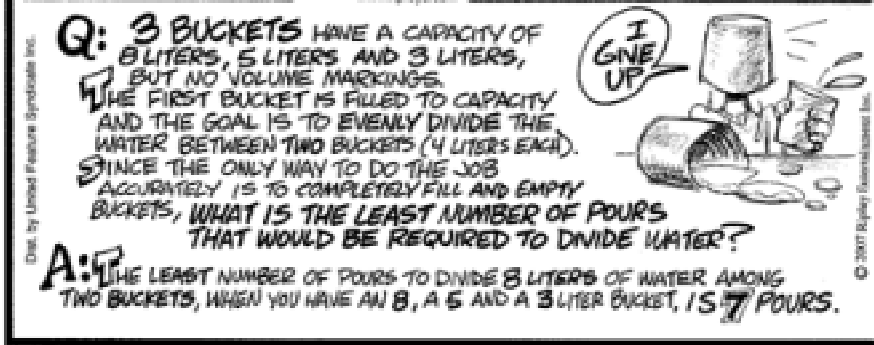 Q: 3 BUCKETS HAVE A CAPACITY OF
8 LITERS, 5 LITERS AND 3 LITERS,
BUT NO VOLUME MARKINGS.
THE FIRST BUCKET IS FILLED TO CAPACITY
AND THE GOAL IS TO EVENLY DIVIDE THE
WATER BETWEEN TWO BUCKETS (4 LITERS EACH).
SINCE THE ONLY WAY TO DO THE JOB
ACCURATELY IS TO COMPLETELY FILL AND EMPTY
BUCKETS, WHAT IS THE LEAST NUMBER OF POURS
THAT WOULD BE REQUIRED TO DIVIDE WATER?
I
GIVE
UP
A: THE LEAST NUMBER OF POURS TO DIVIDE 8 LITERS OF WATER AMONG
TWO BUCKETS, WHEN YOU HAVE AN 8, A 5 AND A 3 LITER BUCKET, IS 7 POURS.
Dist. by United Feature Syndicate Inc.
© 2007 Ripley Entertainment Inc.